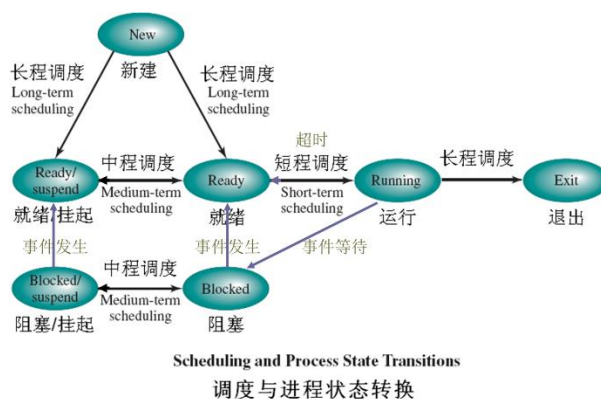 New
新建
长程调度
Long-term
scheduling
长程调度
Long-term
scheduling
Ready/
suspend
就绪/挂起
中程调度
Medium-term
scheduling
Ready
就绪
超时
短程调度
Short-term
scheduling
Running
运行
长程调度
Exit
退出
事件发生
事件发生
事件等待
Blocked/
suspend
阻塞/挂起
中程调度
Medium-term
scheduling
Blocked
阻塞
Scheduling and Process State Transitions
调度与进程状态转换